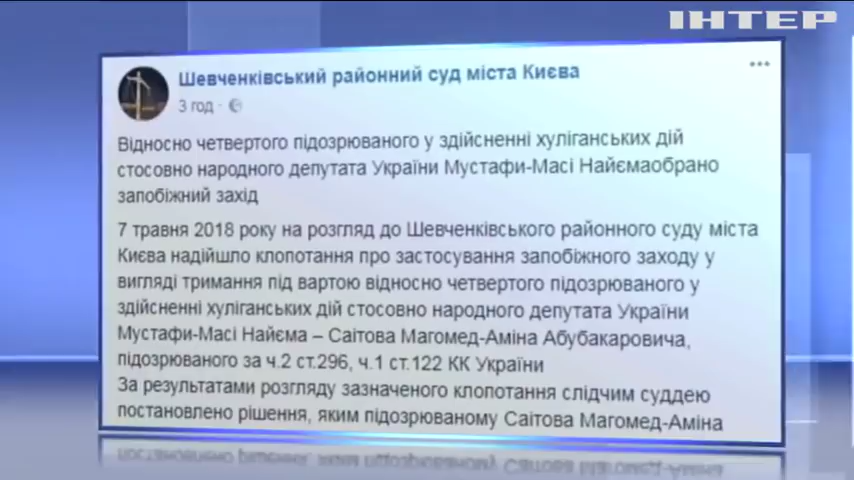 ІНТЕР
Шевченківський районний суд міста Києва
3 год ·
Відносно четвертого підозрюваного у здійсненні хуліганських дій
стосовно народного депутата України Мустафи-Масі Найємаобрано
запобіжний західд
7 травня 2018 року на розгляд до Шевченківського районного суду міста
Києва надійшло клопотання про застосування запобіжного заходу у
вигляді тримання під вартою відносно четвертого підозрюваного у
здійсненні хуліганських дій стосовно народного депутата України
Мустафи-Масі Найєма – Саітова Магомед-Аміна Абубакаровича,
підозрюваного за ч.2 ст.296, ч.1 ст.122 КК України
За результатами розгляду зазначеного клопотання слідчим суддею
постановлено рішення, яким підозрюваному Саітова Магомед-Аміна